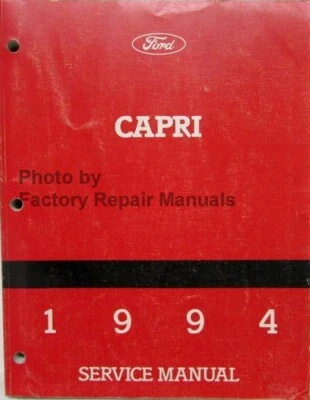 Ford
CAPRI
Photo by
Factory Repair Manuals
1 9 9 4
SERVICE MANUAL